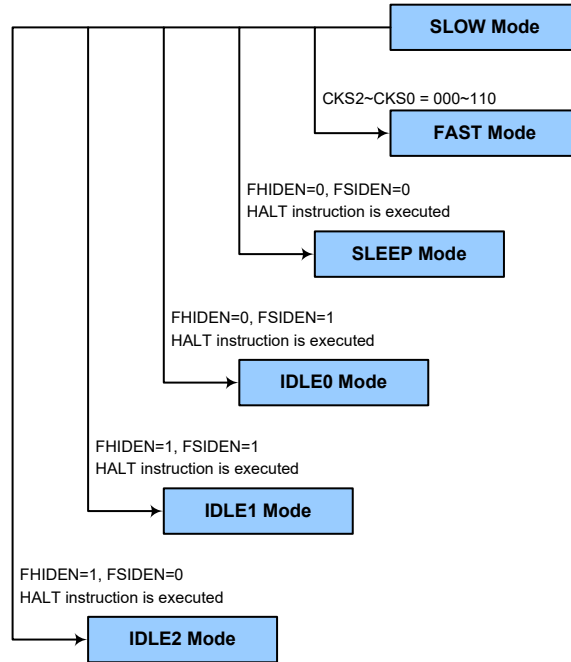 SLOW Mode
CKS2~CKS0 = 000~110
FAST Mode
FHIDEN=0, FSIDEN=0
HALT instruction is executed
SLEEP Mode
FHIDEN=0, FSIDEN=1
HALT instruction is executed
IDLE0 Mode
FHIDEN=1, FSIDEN=1
HALT instruction is executed
IDLE1 Mode
FHIDEN=1, FSIDEN=0
HALT instruction is executed
IDLE2 Mode